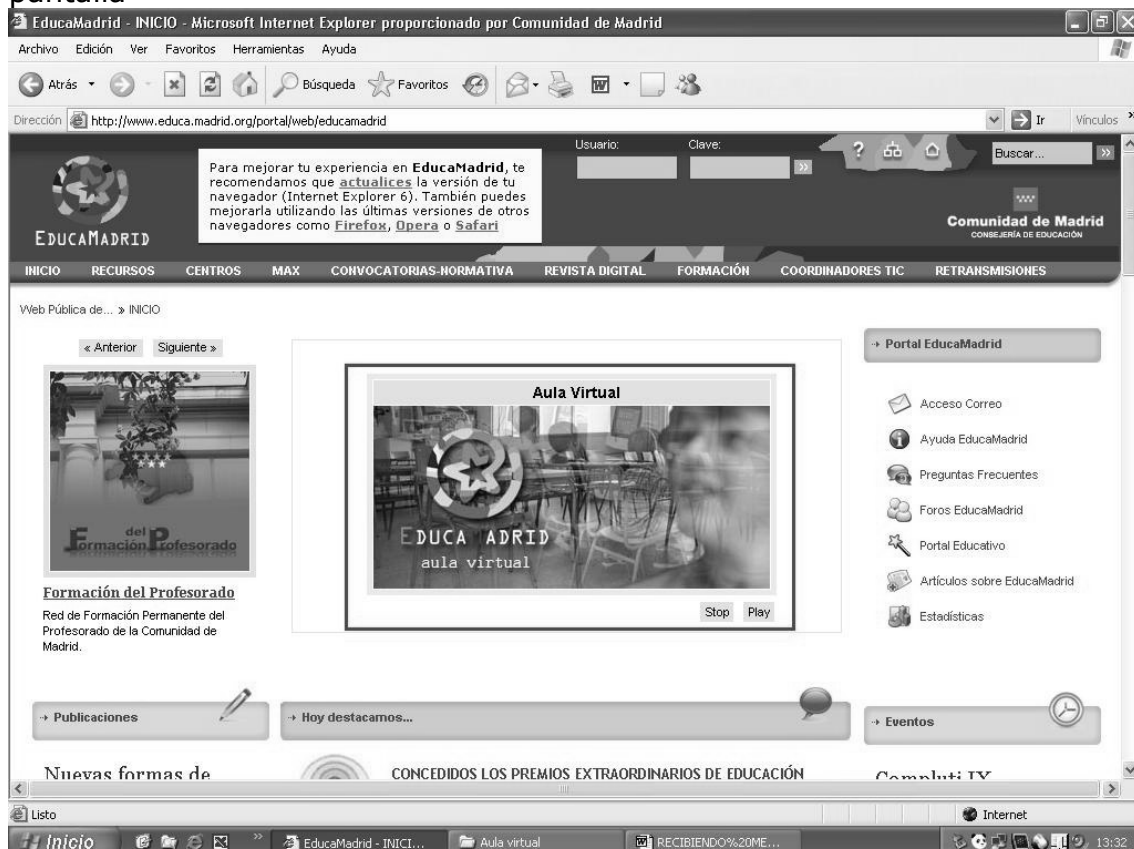 pantalla
EducaMadrid - INICIO - Microsoft Internet Explorer proporcionado por Comunidad de Madrid
Archivo Edición Ver Favoritos Herramientas Ayuda
Atrás Búsqueda Favoritos
Dirección http://www.educa.madrid.org/portal/web/educamadrid Ir Vínculos »
Usuario: Clave:
Buscar... »
Para mejorar tu experiencia en EducaMadrid, te
recomendamos que actualices la versión de tu
navegador (Internet Explorer 6). También puedes
mejorarla utilizando las últimas versiones de otros
navegadores como Firefox, Opera o Safari
EDUCAMADRID
Comunidad de Madrid
CONSEJERÍA DE EDUCACIÓN
INICIO RECURSOS CENTROS MAX CONVOCATORIAS-NORMATIVA REVISTA DIGITAL FORMACIÓN COORDINADORES TIC RETRANSMISIONES
Web Pública de... » INICIO
« Anterior Siguiente »
Formación del Profesorado
Formación del Profesorado
Red de Formación Permanente del
Profesorado de la Comunidad de
Madrid.
Aula Virtual
EDUCA ADRID
aula virtual
Stop Play
Portal EducaMadrid
Acceso Correo
Ayuda EducaMadrid
Preguntas Frecuentes
Foros EducaMadrid
Portal Educativo
Artículos sobre EducaMadrid
Estadísticas
Publicaciones
Hoy destacamos...
Eventos
Nuevas formas de
CONCEDIDOS LOS PREMIOS EXTRAORDINARIOS DE EDUCACIÓN
Compluti IX
Listo Internet
Inicio » EducaMadrid - INICI... Aula virtual RECIBIENDO%20ME... 13:32